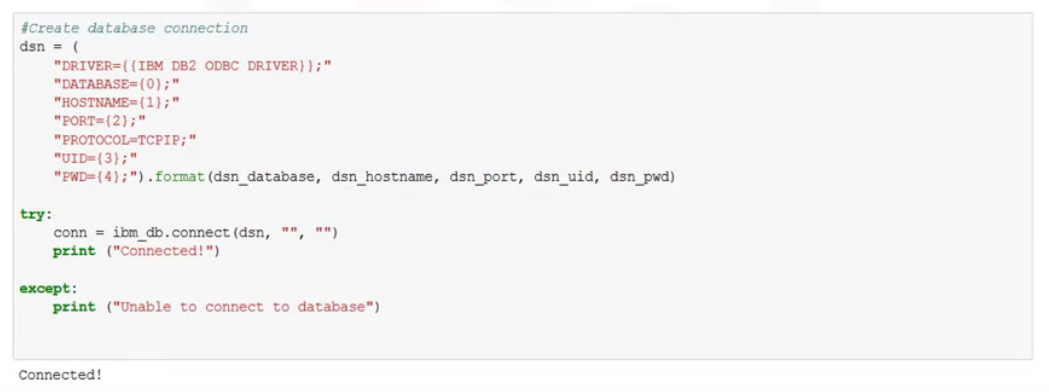 #Create database connection
dsn = (
    "DRIVER={{IBM DB2 ODBC DRIVER}};"
    "DATABASE={0};"
    "HOSTNAME={1};"
    "PORT={2};"
    "PROTOCOL=TCPIP;"
    "UID={3};"
    "PWD={4};").format(dsn_database, dsn_hostname, dsn_port, dsn_uid, dsn_pwd)
try:
    conn = ibm_db.connect(dsn, "", "")
    print ("Connected!")
except:
    print ("Unable to connect to database")
Connected!